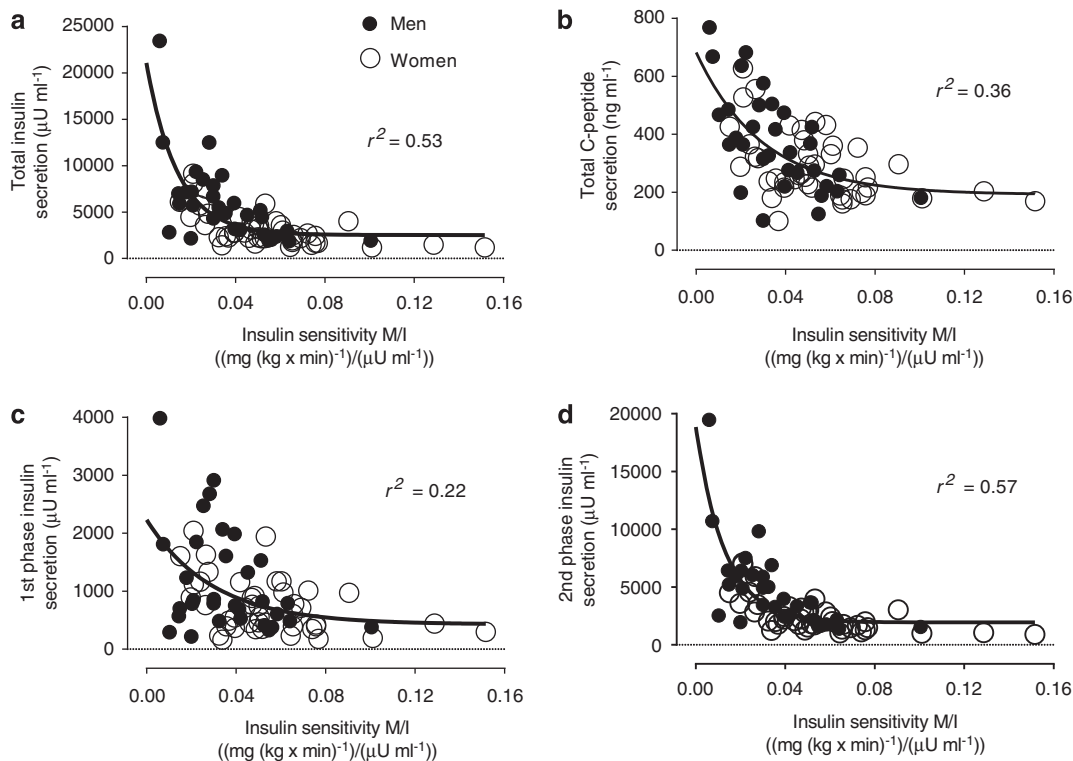 a
Total insulin
secretion (μU ml⁻¹)
25000
20000
15000
10000
5000
0
Men
Women
r² = 0.53
0.00 0.04 0.08 0.12 0.16
Insulin sensitivity M/I
((mg (kg x min)⁻¹)/(μU ml⁻¹))
b
Total C-peptide
secretion (ng ml⁻¹)
800
600
400
200
0
r² = 0.36
0.00 0.04 0.08 0.12 0.16
Insulin sensitivity M/I
((mg (kg x min)⁻¹)/(μU ml⁻¹))
c
1st phase insulin
secretion (μU ml⁻¹)
4000
3000
2000
1000
0
r² = 0.22
0.00 0.04 0.08 0.12 0.16
Insulin sensitivity M/I
((mg (kg x min)⁻¹)/(μU ml⁻¹))
d
2nd phase insulin
secretion (μU ml⁻¹)
20000
15000
10000
5000
0
r² = 0.57
0.00 0.04 0.08 0.12 0.16
Insulin sensitivity M/I
((mg (kg x min)⁻¹)/(μU ml⁻¹))